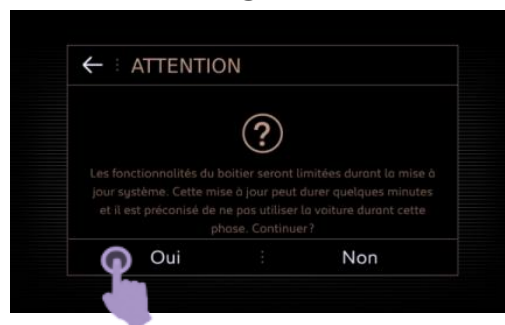 ATTENTION
?
Les fonctionnalités du boitier seront limitées durant la mise à
jour système. Cette mise à jour peut durer quelques minutes
et il est préconisé de ne pas utiliser la voiture durant cette
phase. Continuer?
Oui Non